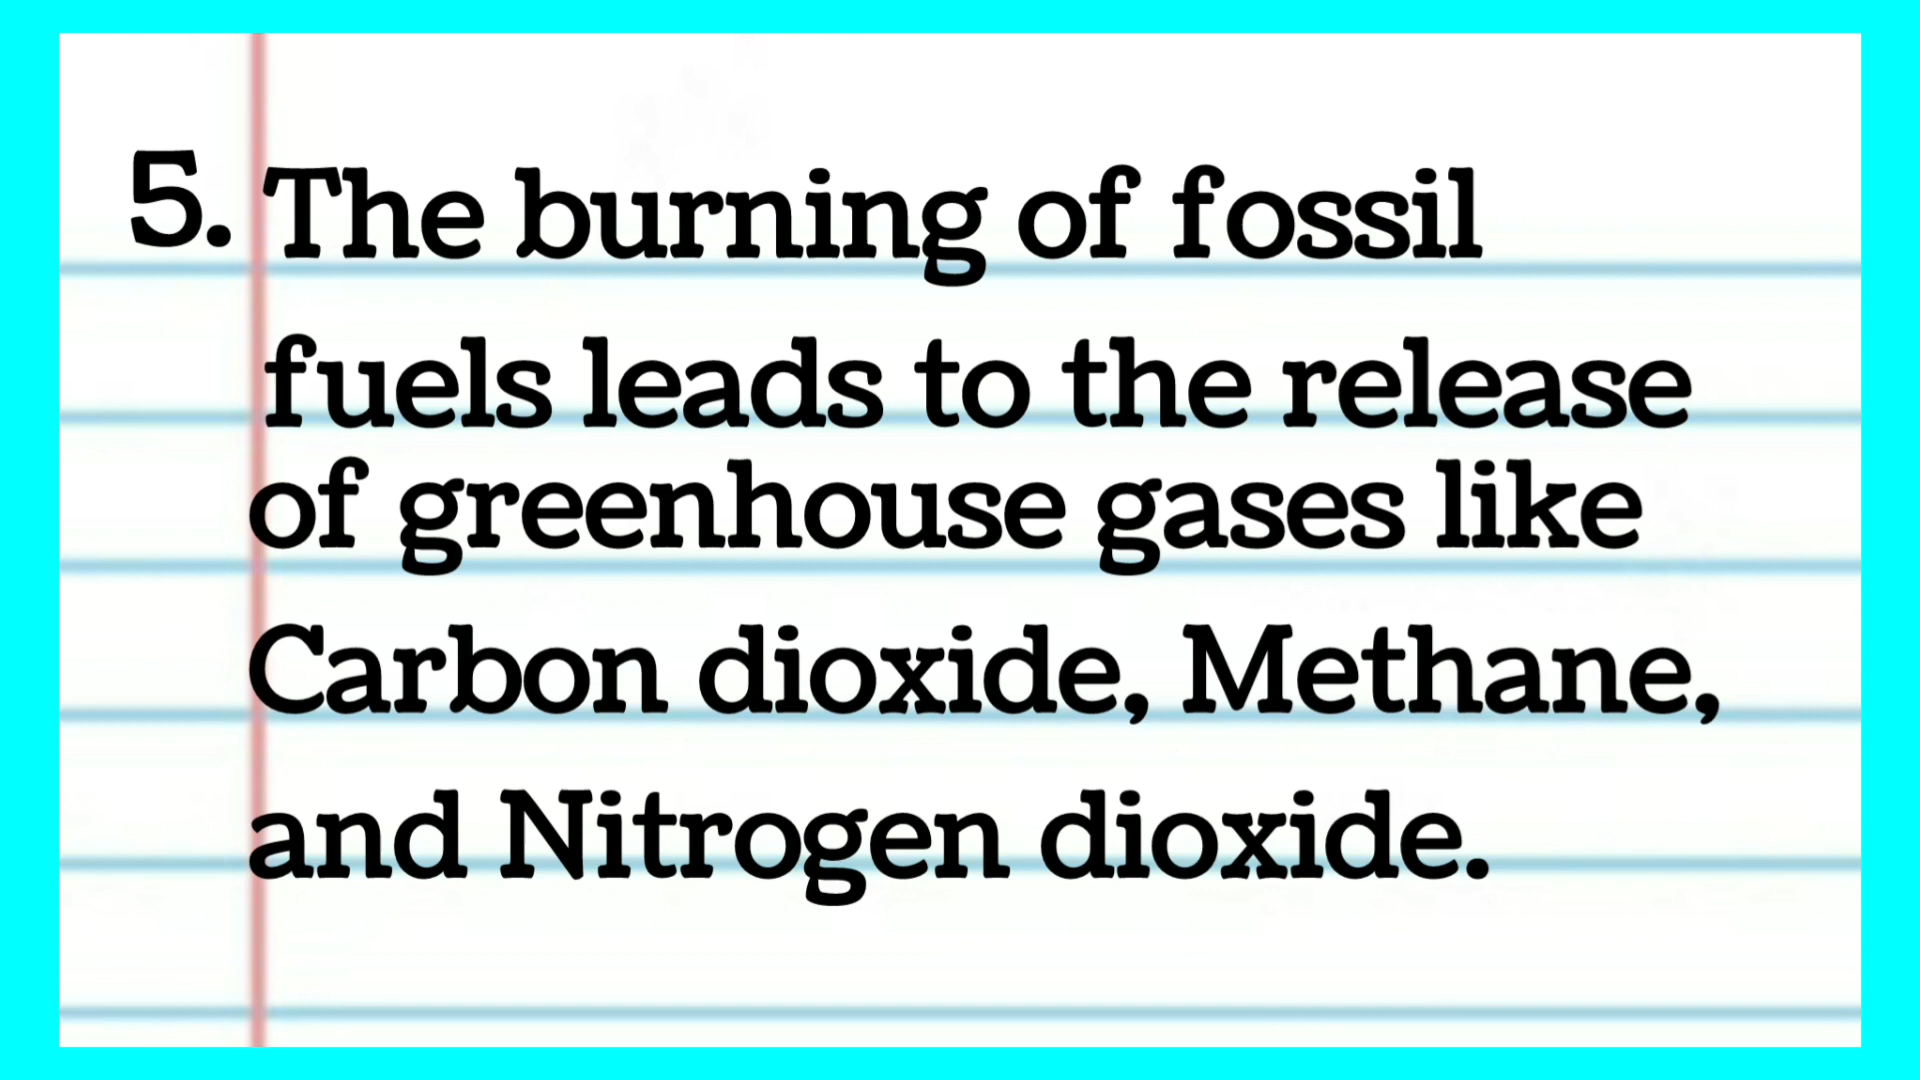 5. The burning of fossil
fuels leads to the release
of greenhouse gases like
Carbon dioxide, Methane,
and Nitrogen dioxide.